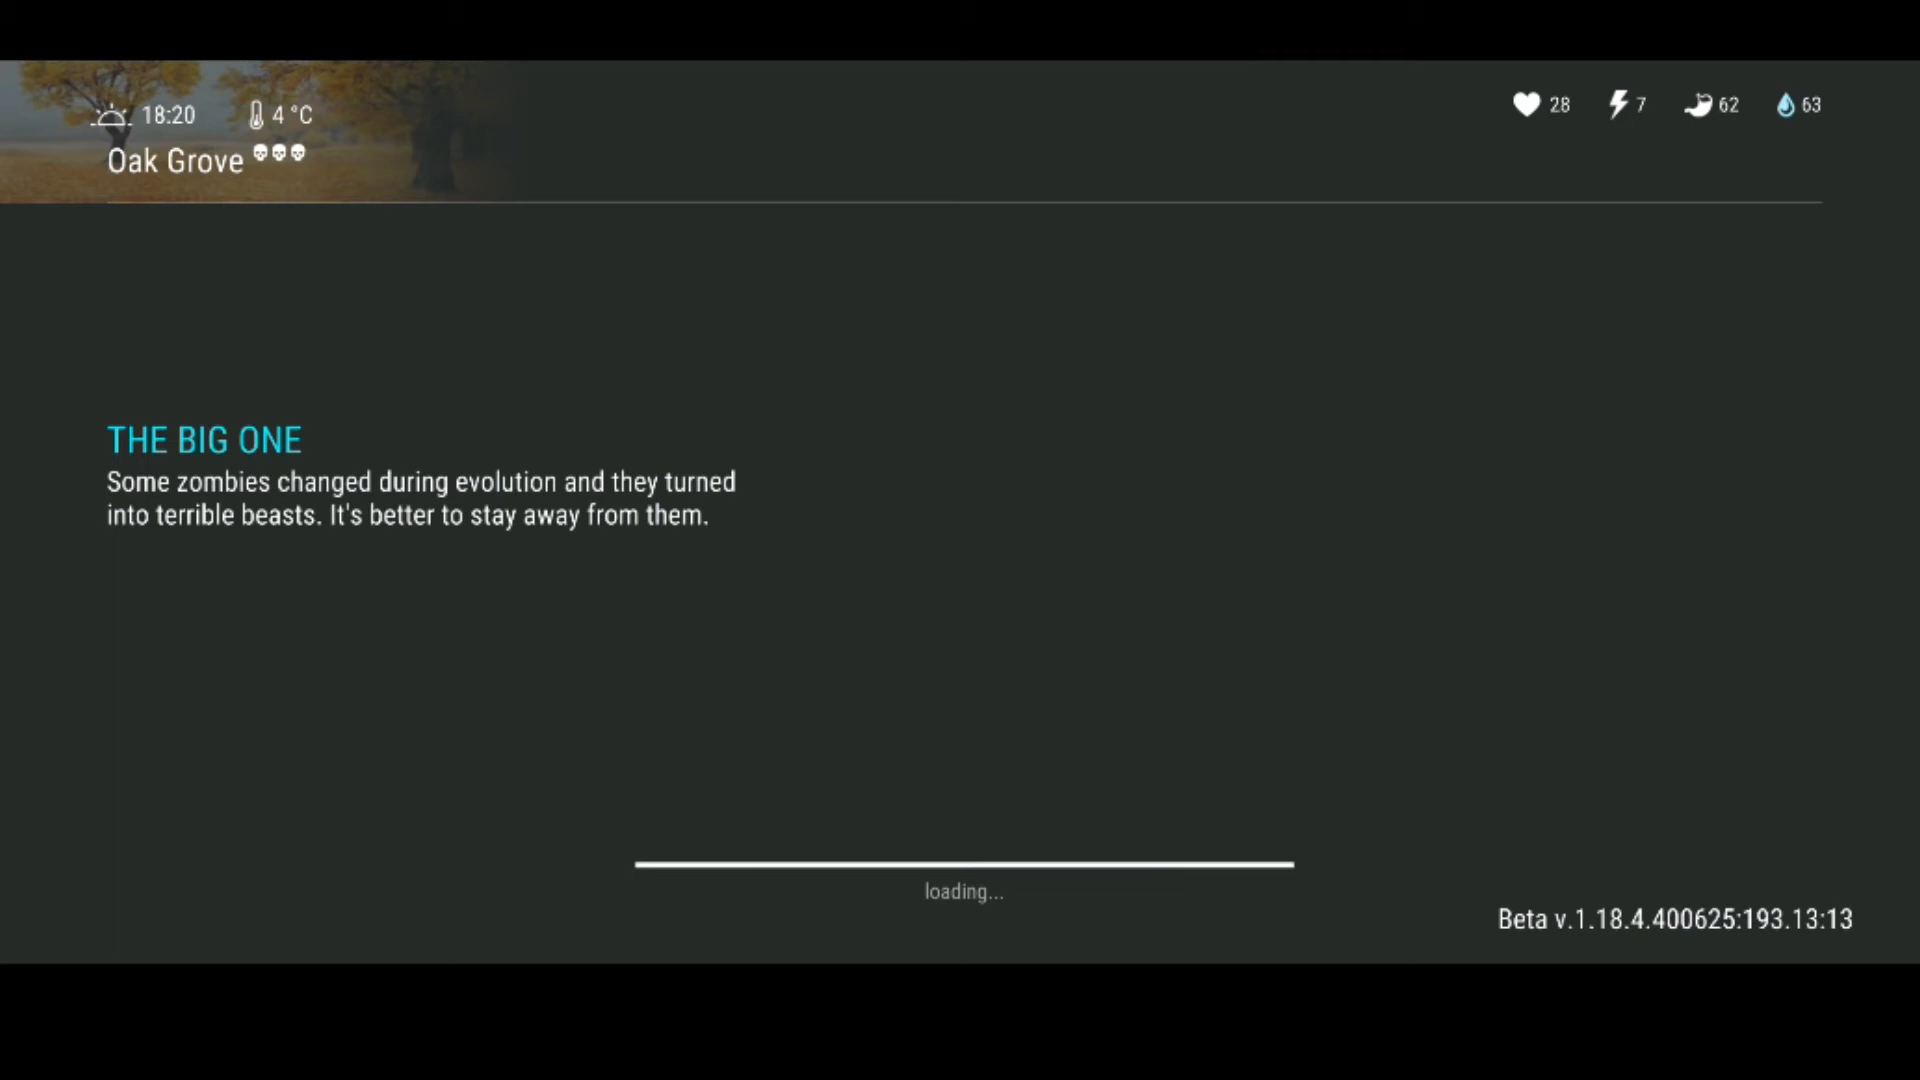 18:20 4 °C
Oak Grove
28 7 62 63
THE BIG ONE
Some zombies changed during evolution and they turned
into terrible beasts. It's better to stay away from them.
loading...
Beta v.1.18.4.400625:193.13:13